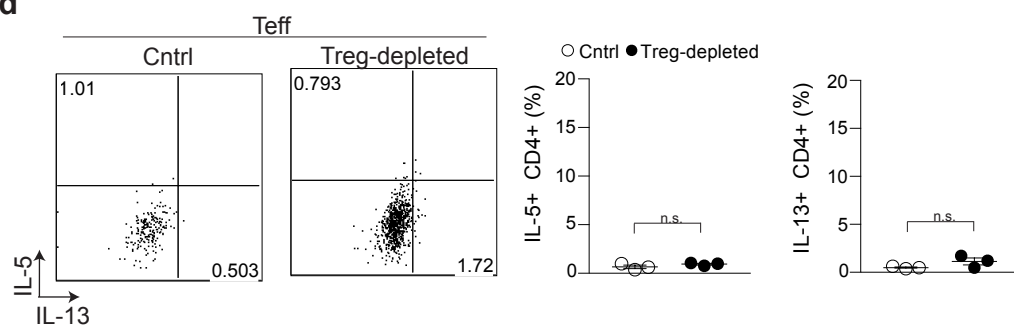 d
Teff
Cntrl
Treg-depleted
1.01
0.503
0.793
1.72
IL-5
IL-13
Cntrl Treg-depleted
IL-5+ CD4+ (%)
20
15
10
5
0
n.s.
IL-13+ CD4+ (%)
20
15
10
5
0
n.s.